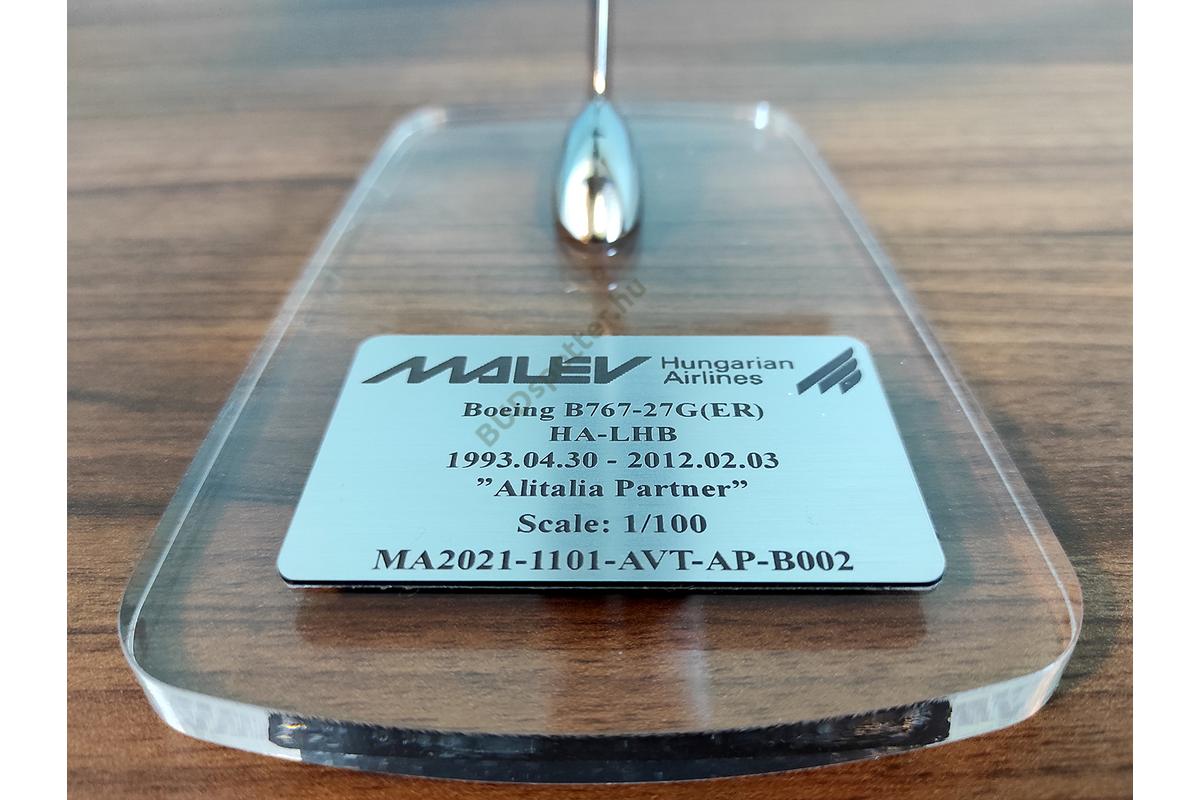 MALÉV Hungarian Airlines
Boeing B767-27G(ER)
HA-LHB
1993.04.30 - 2012.02.03
”Alitalia Partner”
Scale: 1/100
MA2021-1101-AVT-AP-B002
BUDspotter.hu